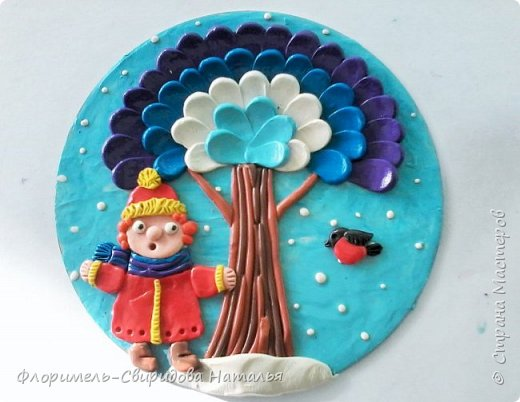 © Страна Мастеров
Флоримель-Свиридова Наталья